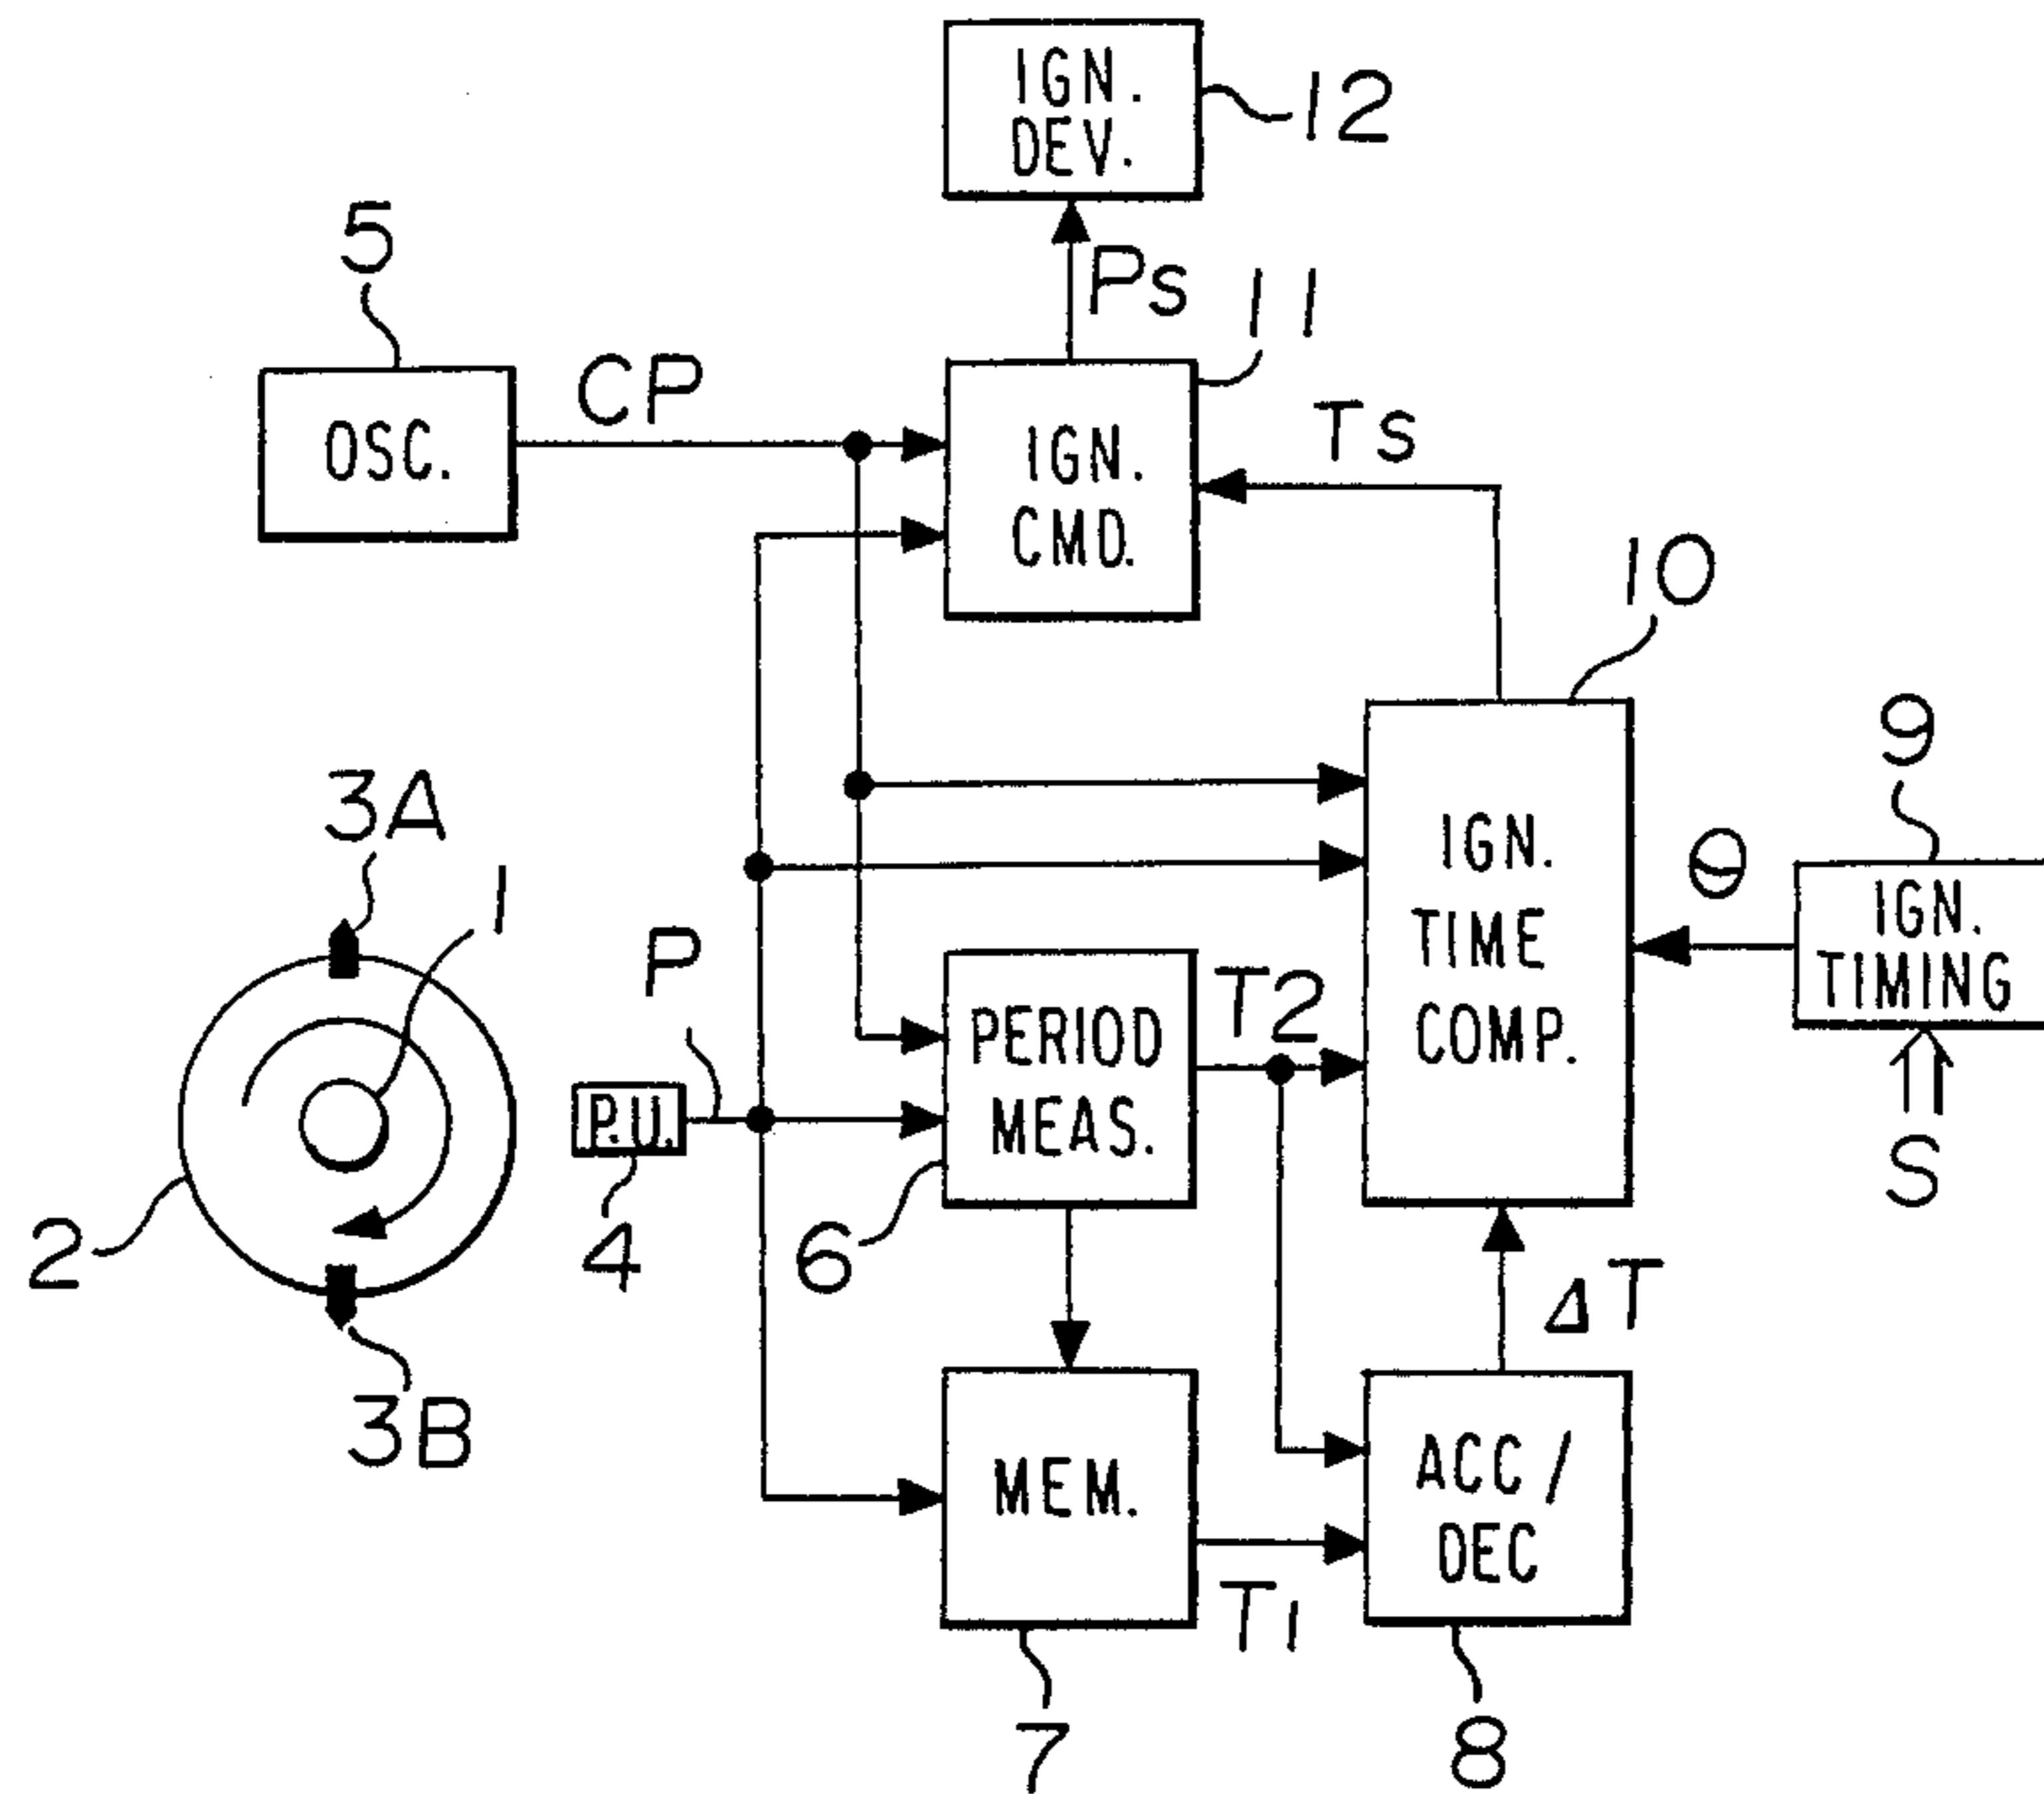 IGN.
DEV.
12
5
Ps
11
CP
OSC.
IGN.
CMD.
Ts
10
9
3A
1
IGN.
TIME
COMP.
θ
IGN.
TIMING
P
PERIOD
MEAS.
T2
P.U.
S
2
4
6
ΔT
3B
MEM.
ACC/
DEC
T1
7
8